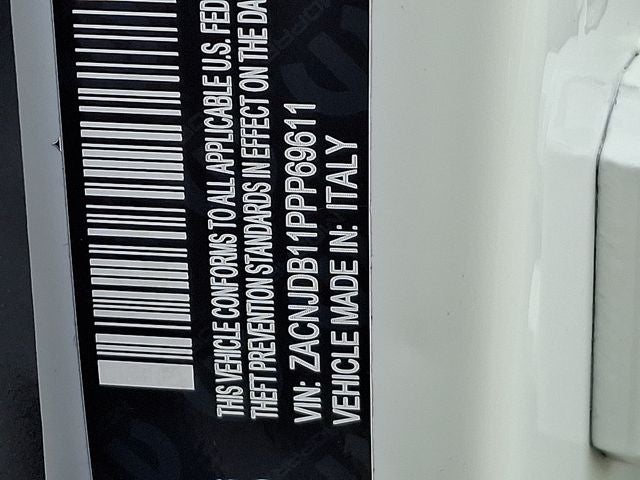 THIS VEHICLE CONFORMS TO ALL APPLICABLE U.S. FED
THEFT PREVENTION STANDARDS IN EFFECT ON THE DA
VIN: ZACNJDB11PPP69611
VEHICLE MADE IN: ITALY